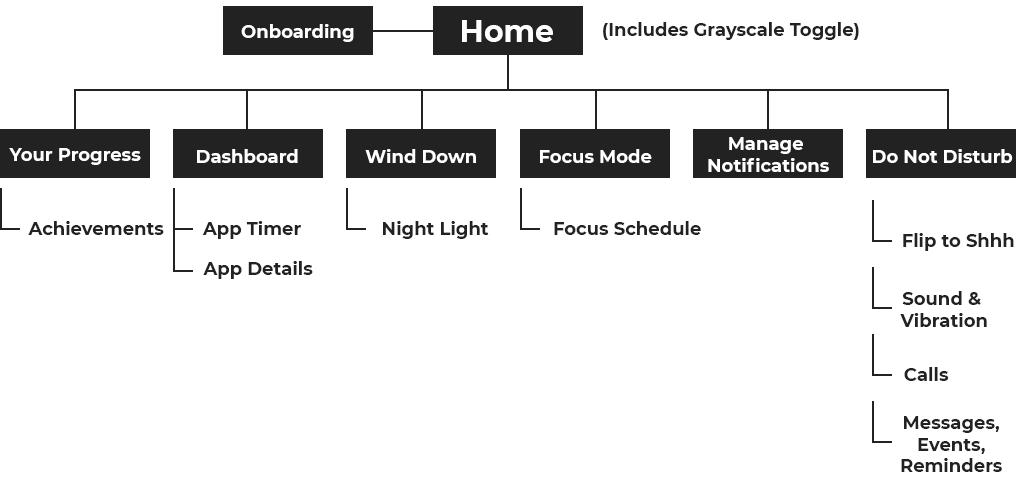 Onboarding
Home
(Includes Grayscale Toggle)
Your Progress
Dashboard
Wind Down
Focus Mode
Manage
Notifications
Do Not Disturb
Achievements
App Timer
App Details
Night Light
Focus Schedule
Flip to Shhh
Sound &
Vibration
Calls
Messages,
Events,
Reminders